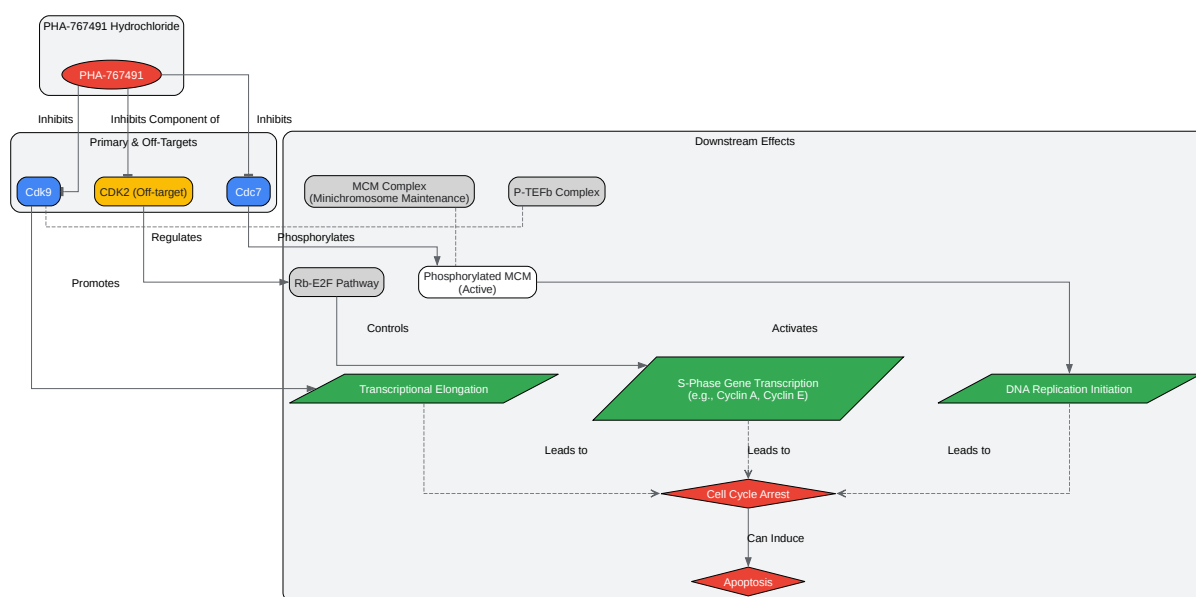 PHA-767491 Hydrochloride
PHA-767491
Inhibits
Inhibits Component of
Inhibits
Primary & Off-Targets
Downstream Effects
Cdk9
CDK2 (Off-target)
Cdc7
MCM Complex
(Minichromosome Maintenance)
P-TEFb Complex
Regulates
Phosphorylates
Promotes
Rb-E2F Pathway
Phosphorylated MCM
(Active)
Controls
Activates
Transcriptional Elongation
S-Phase Gene Transcription
(e.g., Cyclin A, Cyclin E)
DNA Replication Initiation
Leads to
Leads to
Leads to
Cell Cycle Arrest
Can Induce
Apoptosis